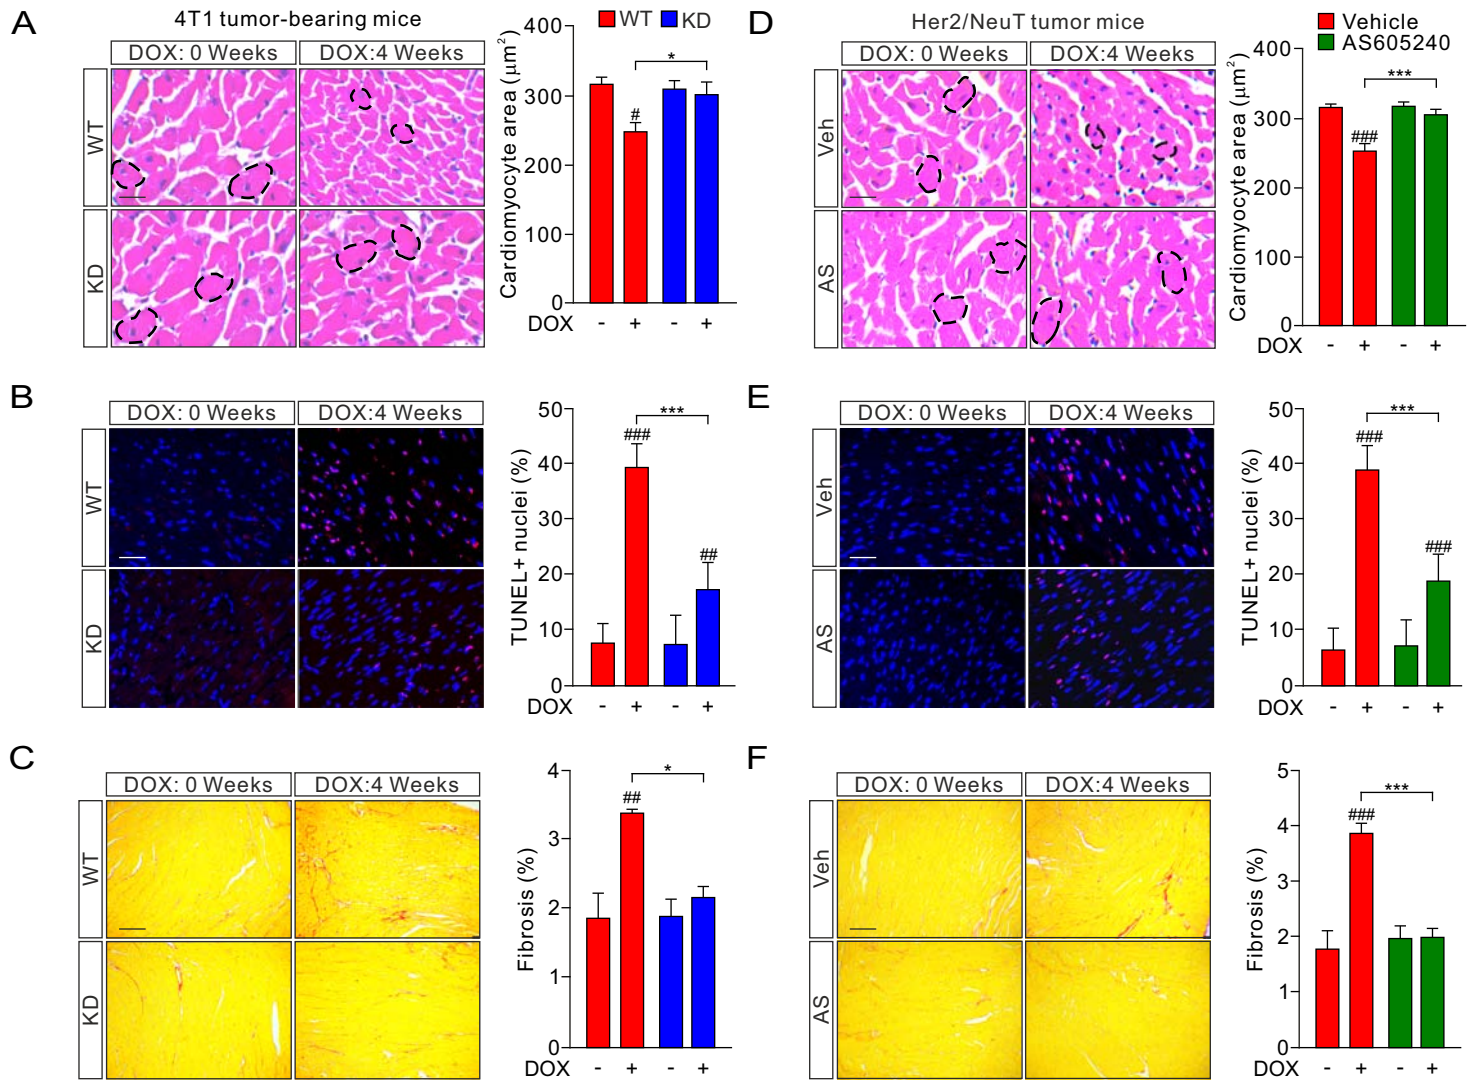 A
4T1 tumor-bearing mice
DOX: 0 Weeks
DOX:4 Weeks
WT
KD
WT
KD
Cardiomyocyte area (μm²)
400
300
200
100
0
#
*
DOX - + - +
B
DOX: 0 Weeks
DOX:4 Weeks
WT
KD
TUNEL+ nuclei (%)
50
40
30
20
10
0
###
***
##
DOX - + - +
C
DOX: 0 Weeks
DOX:4 Weeks
WT
KD
Fibrosis (%)
4
3
2
1
0
##
*
DOX - + - +
D
Her2/NeuT tumor mice
DOX: 0 Weeks
DOX:4 Weeks
Veh
AS
Vehicle
AS605240
Cardiomyocyte area (μm²)
400
300
200
100
0
###
***
DOX - + - +
E
DOX: 0 Weeks
DOX:4 Weeks
Veh
AS
TUNEL+ nuclei (%)
50
40
30
20
10
0
###
***
###
DOX - + - +
F
DOX: 0 Weeks
DOX:4 Weeks
Veh
AS
Fibrosis (%)
5
4
3
2
1
0
###
***
DOX - + - +